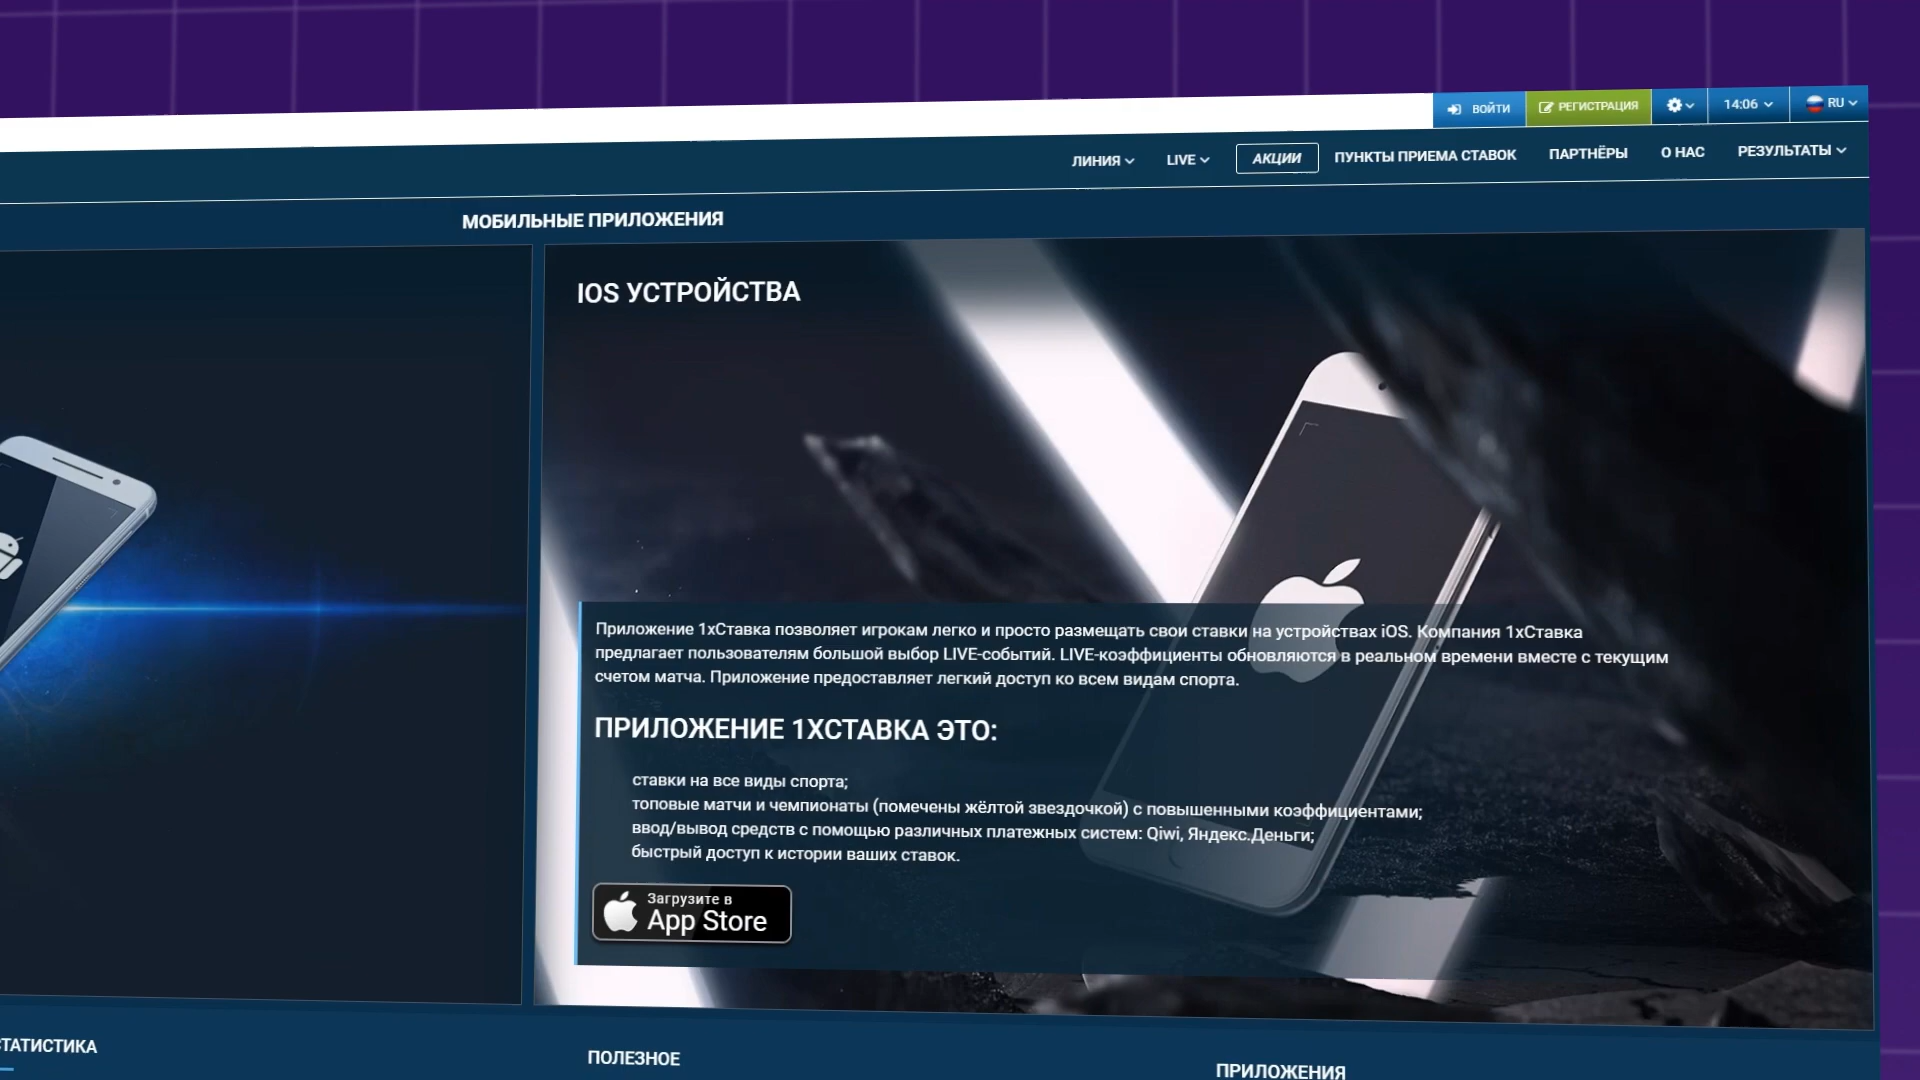 ВОЙТИ
РЕГИСТРАЦИЯ
14:06
RU
ЛИНИЯ
LIVE
АКЦИИ
ПУНКТЫ ПРИЕМА СТАВОК
ПАРТНЁРЫ
О НАС
РЕЗУЛЬТАТЫ
МОБИЛЬНЫЕ ПРИЛОЖЕНИЯ
IOS УСТРОЙСТВА
Приложение 1хСтавка позволяет игрокам легко и просто размещать свои ставки на устройствах iOS. Компания 1хСтавка
предлагает пользователям большой выбор LIVE-событий. LIVE-коэффициенты обновляются в реальном времени вместе с текущим
счетом матча. Приложение предоставляет легкий доступ ко всем видам спорта.
ПРИЛОЖЕНИЕ 1ХСТАВКА ЭТО:
ставки на все виды спорта;
топовые матчи и чемпионаты (помечены жёлтой звездочкой) с повышенными коэффициентами;
ввод/вывод средств с помощью различных платежных систем: Qiwi, Яндекс.Деньги;
быстрый доступ к истории ваших ставок.
Загрузите в
App Store
ТАТИСТИКА
ПОЛЕЗНОЕ
ПРИЛОЖЕНИЯ